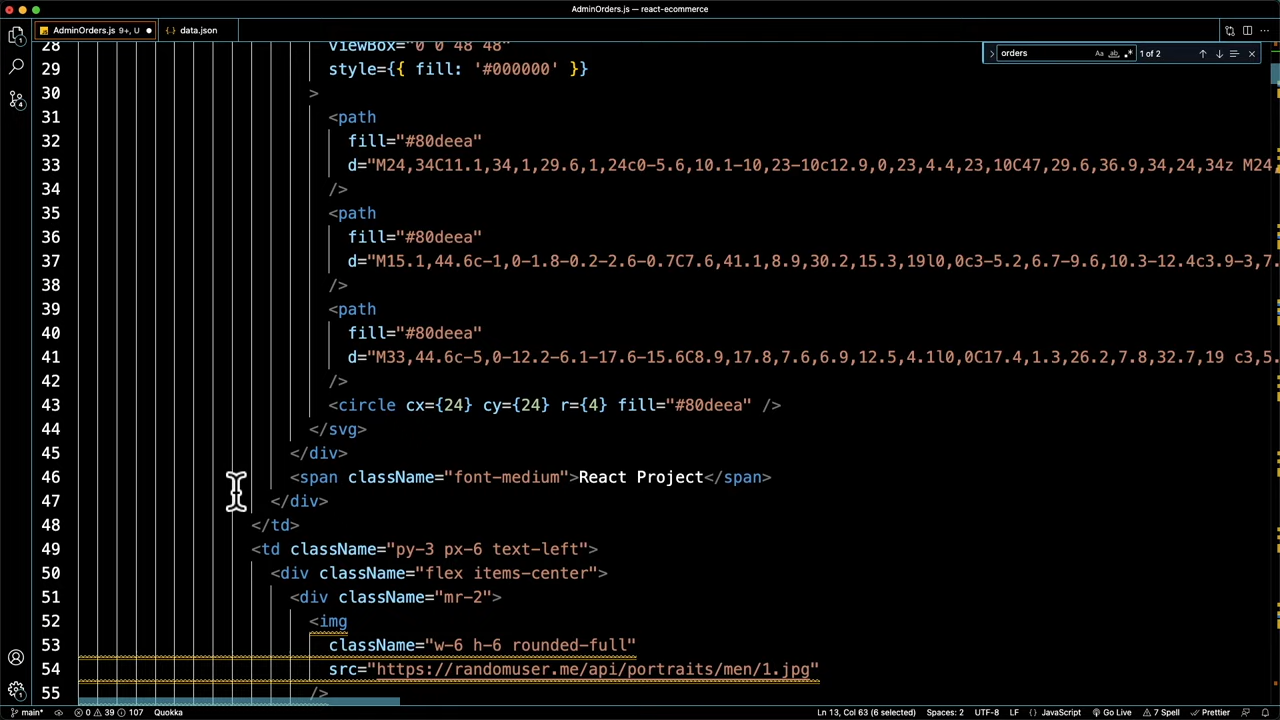 AdminOrders.js — react-ecommerce
AdminOrders.js 9+, U
data.json
orders
Aa
ab
.*
1 of 2
28 viewBox="0 0 48 48"
29 style={{ fill: '#000000' }}
30 >
31 <path
32 fill="#80deea"
33 d="M24,34C11.1,34,1,29.6,1,24c0-5.6,10.1-10,23-10c12.9,0,23,4.4,23,10C47,29.6,36.9,34,24,34z M24
34 />
35 <path
36 fill="#80deea"
37 d="M15.1,44.6c-1,0-1.8-0.2-2.6-0.7C7.6,41.1,8.9,30.2,15.3,19l0,0c3-5.2,6.7-9.6,10.3-12.4c3.9-3,7.
38 />
39 <path
40 fill="#80deea"
41 d="M33,44.6c-5,0-12.2-6.1-17.6-15.6C8.9,17.8,7.6,6.9,12.5,4.1l0,0C17.4,1.3,26.2,7.8,32.7,19 c3,5.
42 />
43 <circle cx={24} cy={24} r={4} fill="#80deea" />
44 </svg>
45 </div>
46 <span className="font-medium">React Project</span>
47 </div>
48 </td>
49 <td className="py-3 px-6 text-left">
50 <div className="flex items-center">
51 <div className="mr-2">
52 <img
53 className="w-6 h-6 rounded-full"
54 src="https://randomuser.me/api/portraits/men/1.jpg"
55 />
main* 0 39 107 Quokka Ln 13, Col 63 (6 selected) Spaces: 2 UTF-8 LF {} JavaScript Go Live 7 Spell Prettier